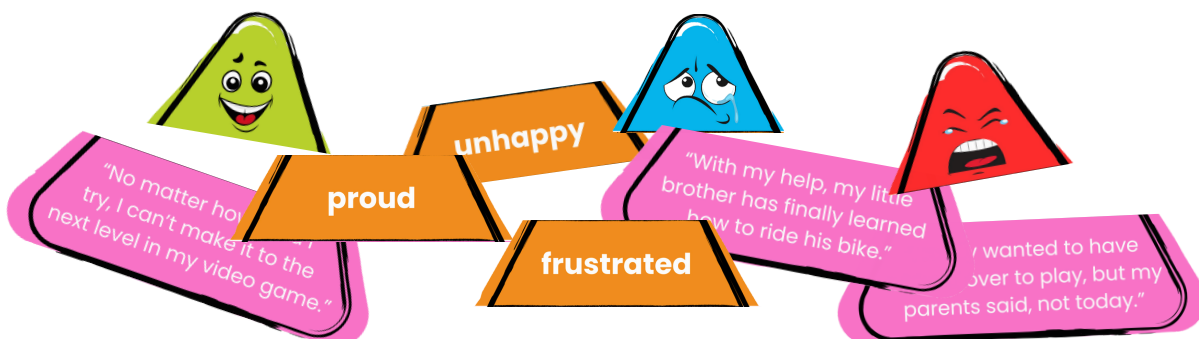 unhappy
proud
frustrated
"No matter
try, I can't make it to the
next level in my video game."
"With my help, my little
brother has finally learned
how to ride his bike."
wanted to have
over to play, but my
parents said, not today."